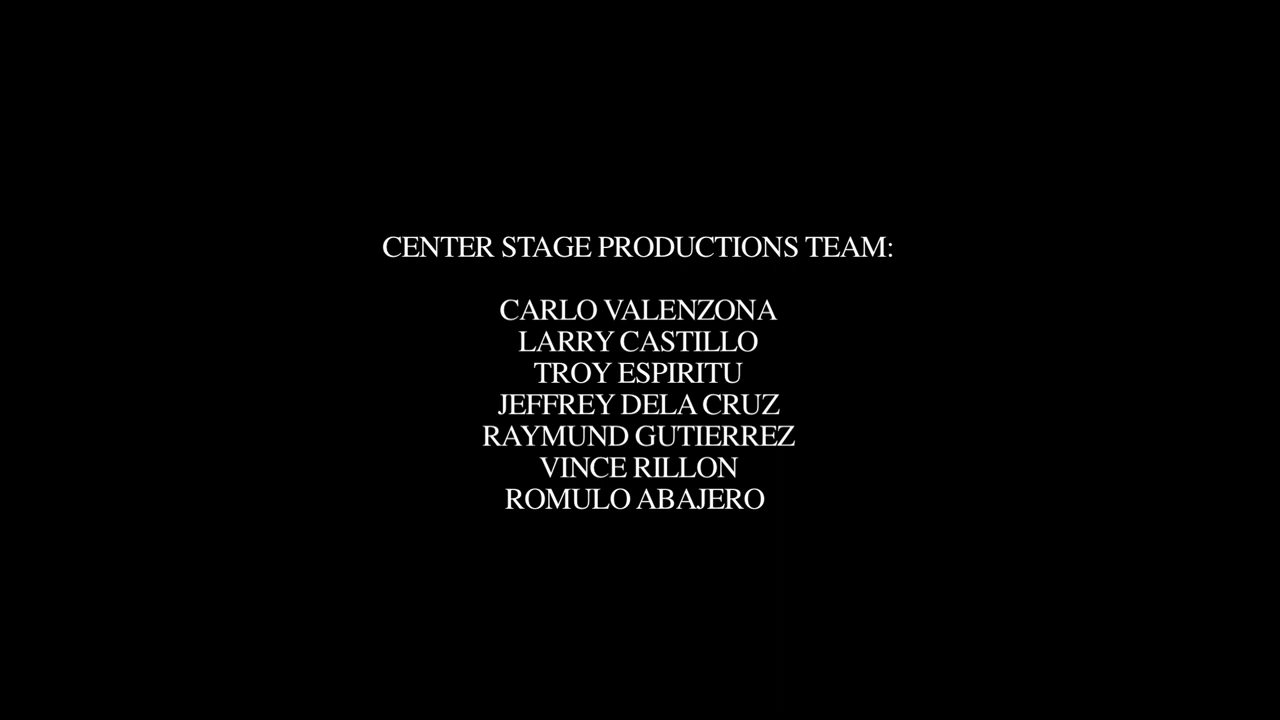 CENTER STAGE PRODUCTIONS TEAM:
CARLO VALENZONA
LARRY CASTILLO
TROY ESPIRITU
JEFFREY DELA CRUZ
RAYMUND GUTIERREZ
VINCE RILLON
ROMULO ABAJERO